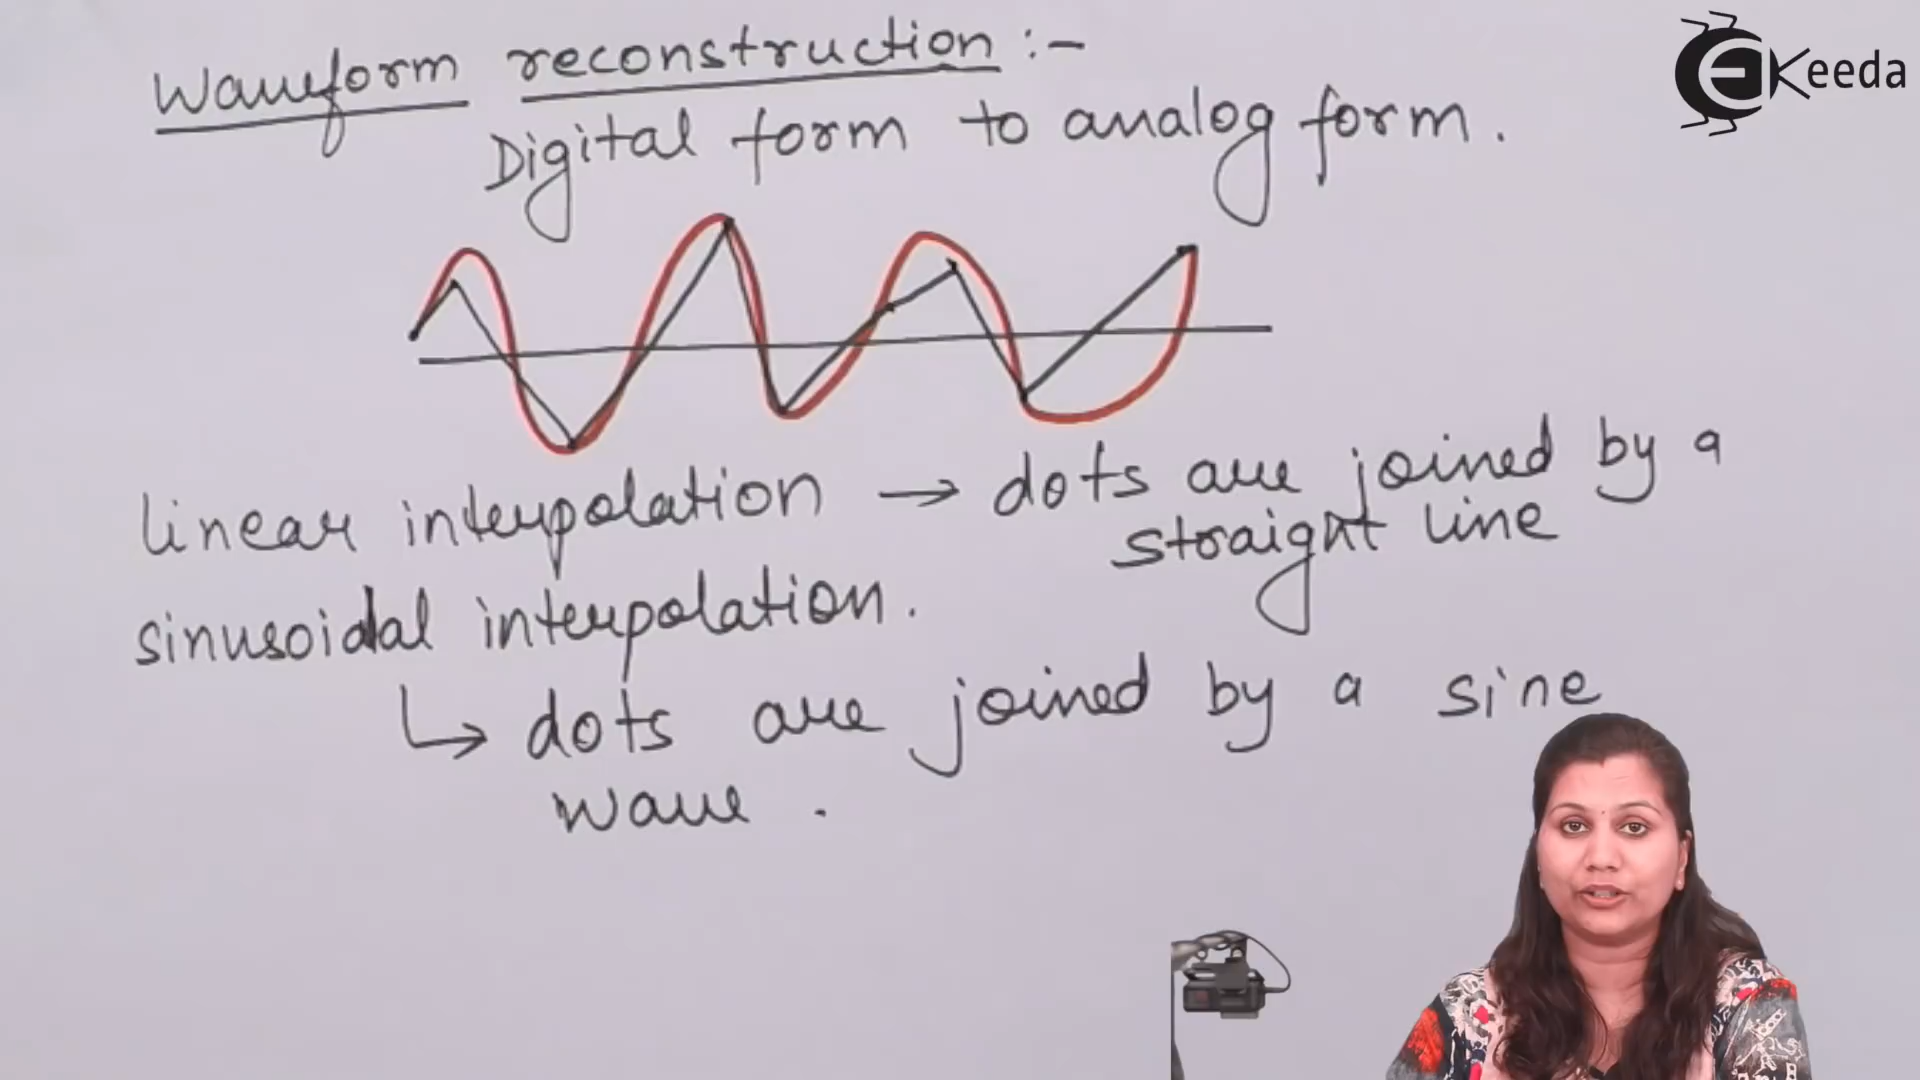 Waveform reconstruction :-
EKeeda
Digital form to analog form.
linear interpolation → dots are joined by a
straight line
sinusoidal interpolation.
↳ dots are joined by a sine
wave.